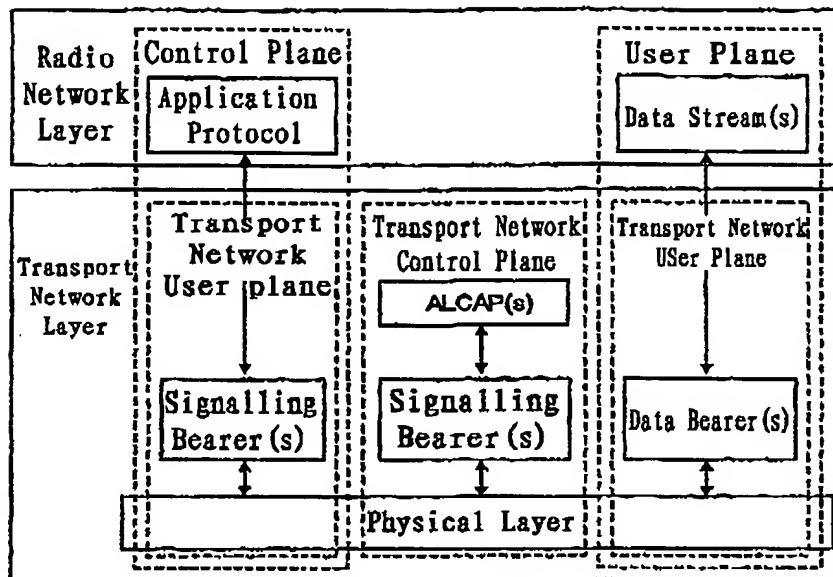 Control Plane
User Plane
Radio
Network
Layer
Application
Protocol
Data Stream(s)
Transport
Network
Layer
Transport
Network
User plane
Transport Network
Control Plane
Transport Network
USer Plane
ALCAP(s)
Signalling
Bearer(s)
Signalling
Bearer(s)
Data Bearer(s)
Physical Layer